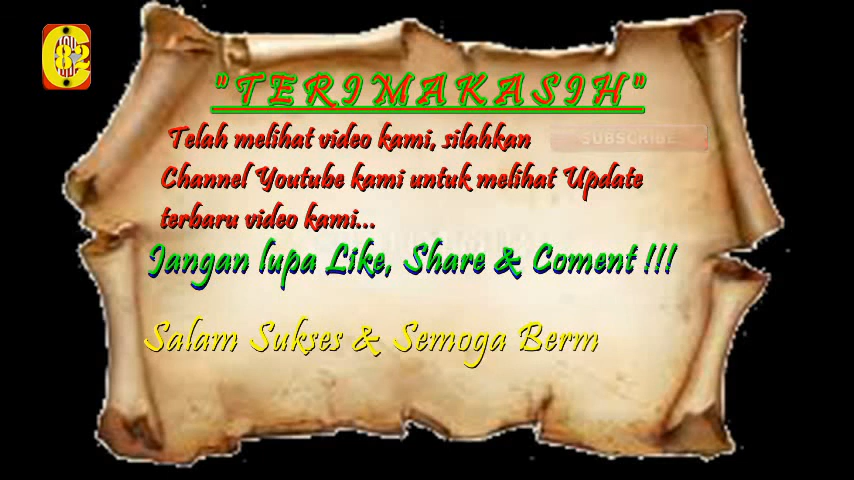 "TERIMAKASIH"
Telah melihat video kami, silahkan SUBSCRIBE
Channel Youtube kami untuk melihat Update
terbaru video kami...
Jangan lupa Like, Share & Coment !!!
Salam Sukses & Semoga Berm